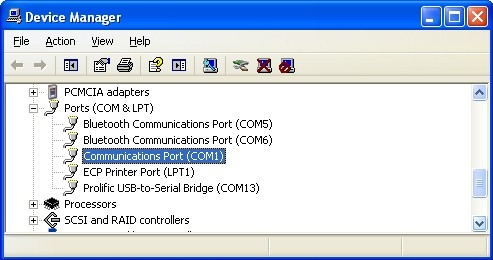 Device Manager
File Action View Help
PCMCIA adapters
Ports (COM & LPT)
Bluetooth Communications Port (COM5)
Bluetooth Communications Port (COM6)
Communications Port (COM1)
ECP Printer Port (LPT1)
Prolific USB-to-Serial Bridge (COM13)
Processors
SCSI and RAID controllers